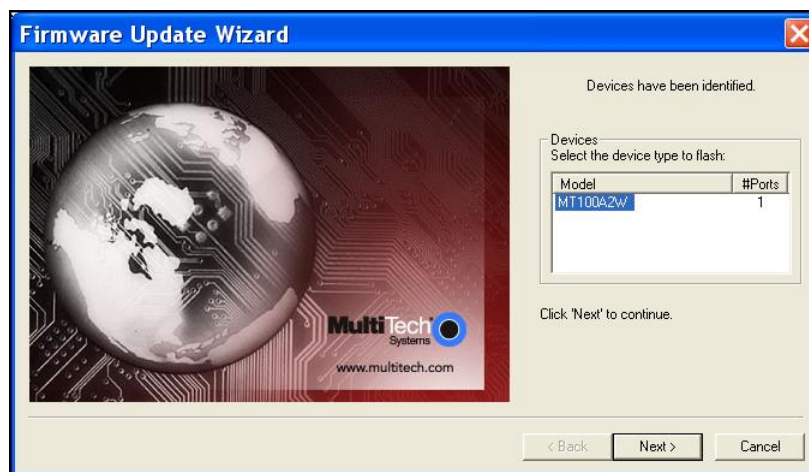 Firmware Update Wizard
Devices have been identified.
Devices
Select the device type to flash:
Model #Ports
MT100A2W 1
Click 'Next' to continue.
MultiTech
Systems
www.multitech.com
< Back Next > Cancel